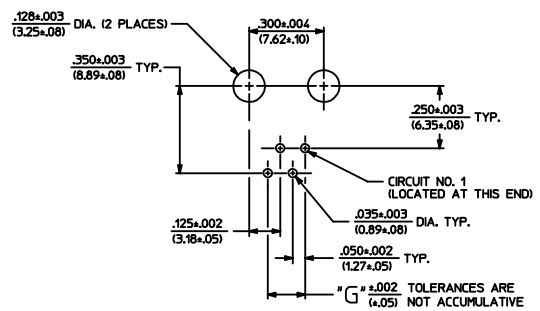 .128±.003
(3.25±.08) DIA. (2 PLACES)
.300±.004
(7.62±.10)
.350±.003
(8.89±.08) TYP.
.250±.003
(6.35±.08) TYP.
CIRCUIT NO. 1
(LOCATED AT THIS END)
.035±.003
(0.89±.08) DIA. TYP.
.125±.002
(3.18±.05)
.050±.002
(1.27±.05) TYP.
"G" ±.002 TOLERANCES ARE
(±.05) NOT ACCUMULATIVE